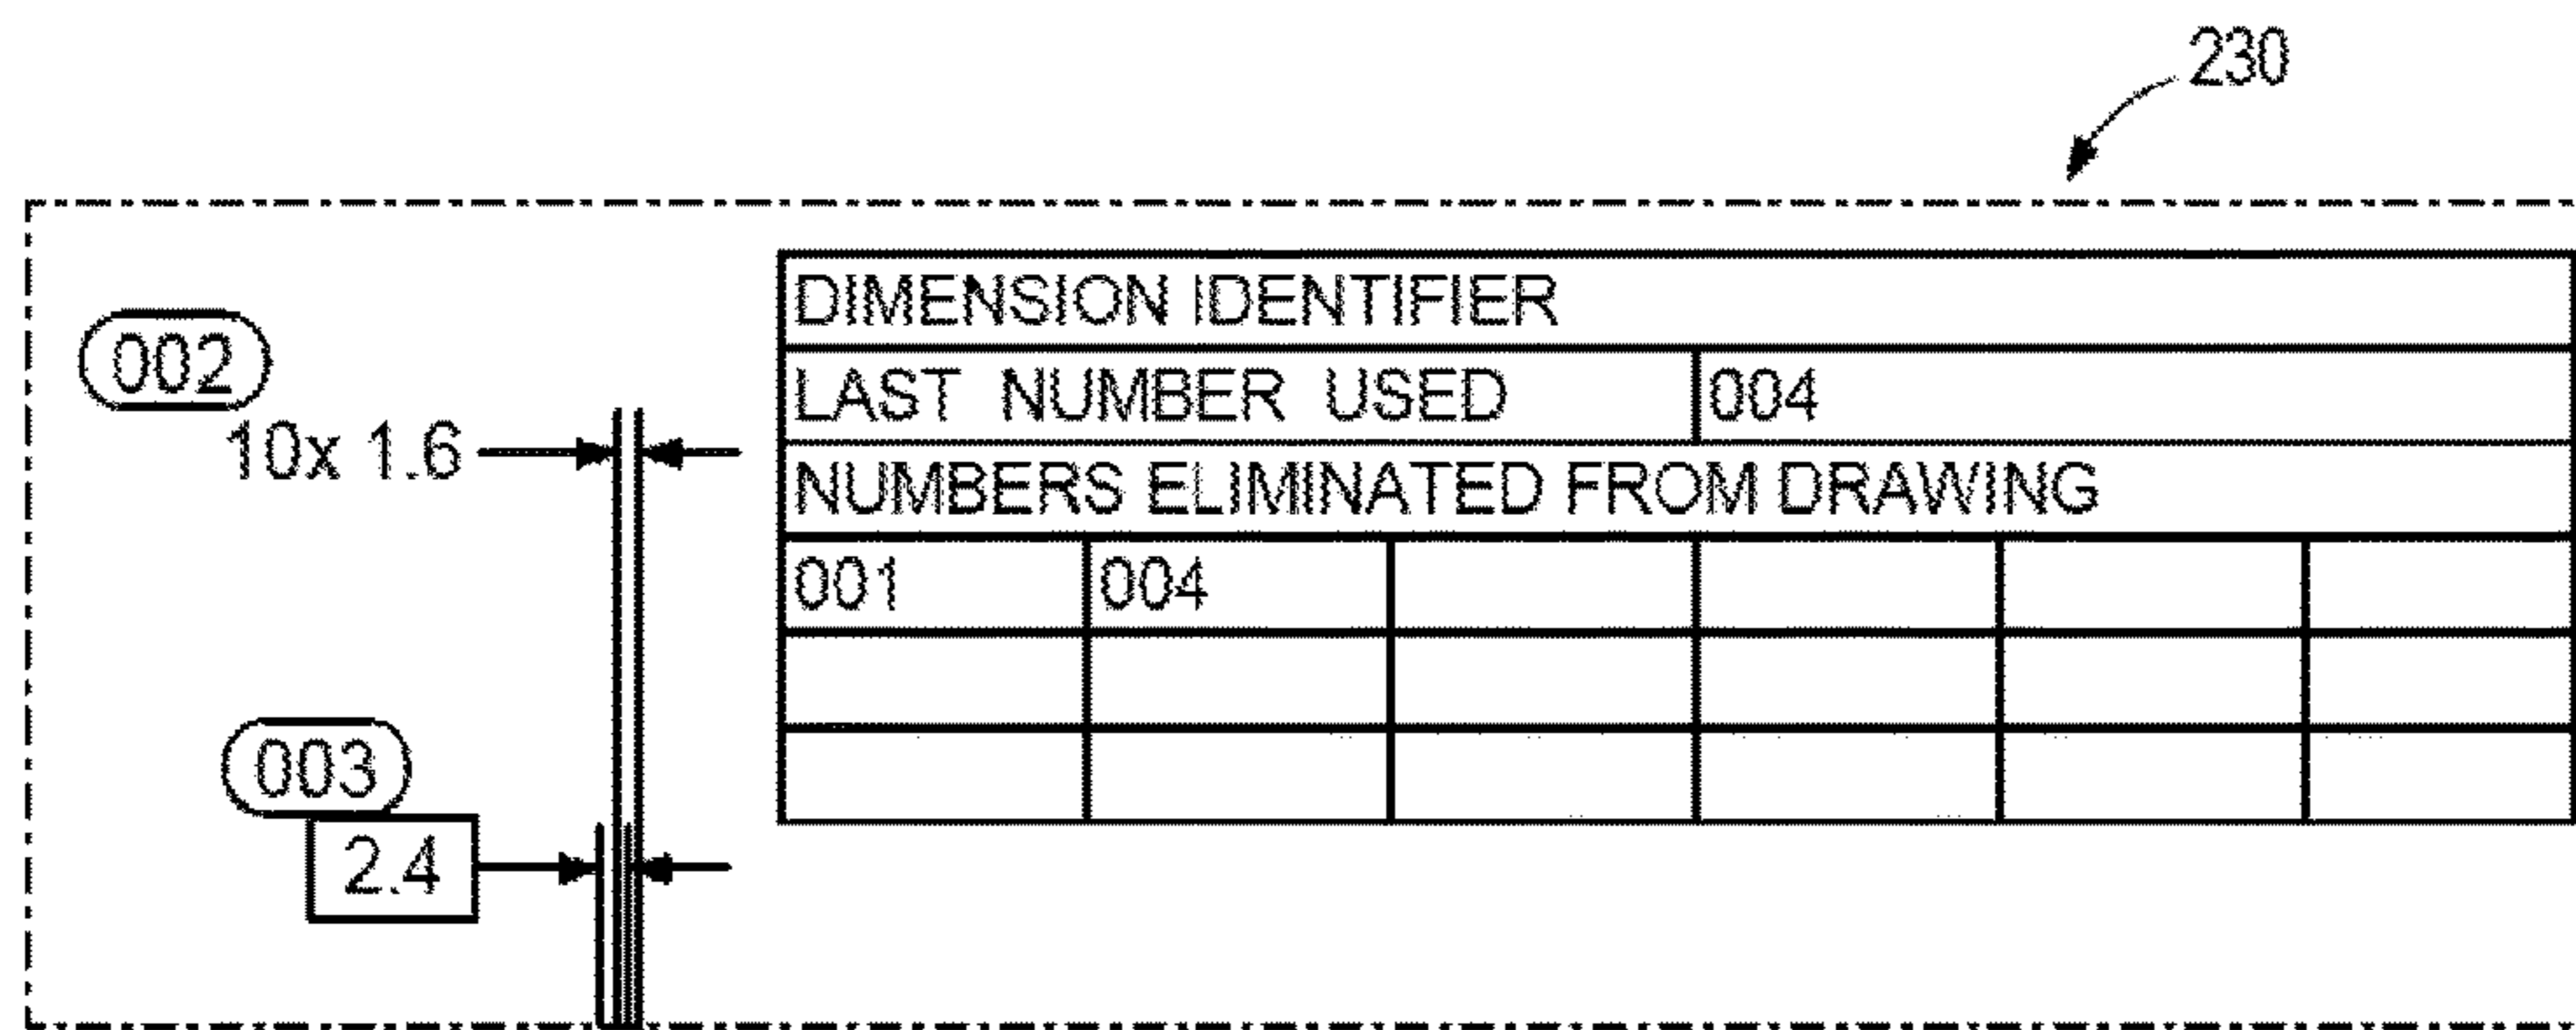 230
002
10x 1.6
003
2.4
DIMENSION IDENTIFIER
LAST NUMBER USED 004
NUMBERS ELIMINATED FROM DRAWING
001 004